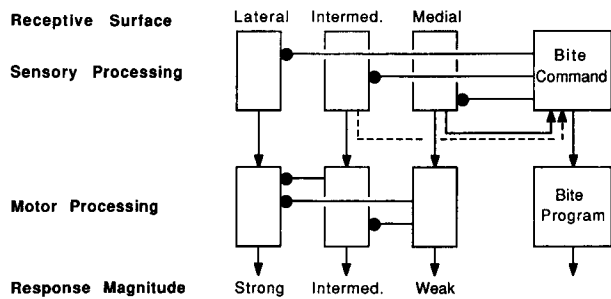 Receptive Surface Lateral Intermed. Medial
Sensory Processing
Bite
Command
Motor Processing
Bite
Program
Response Magnitude Strong Intermed. Weak